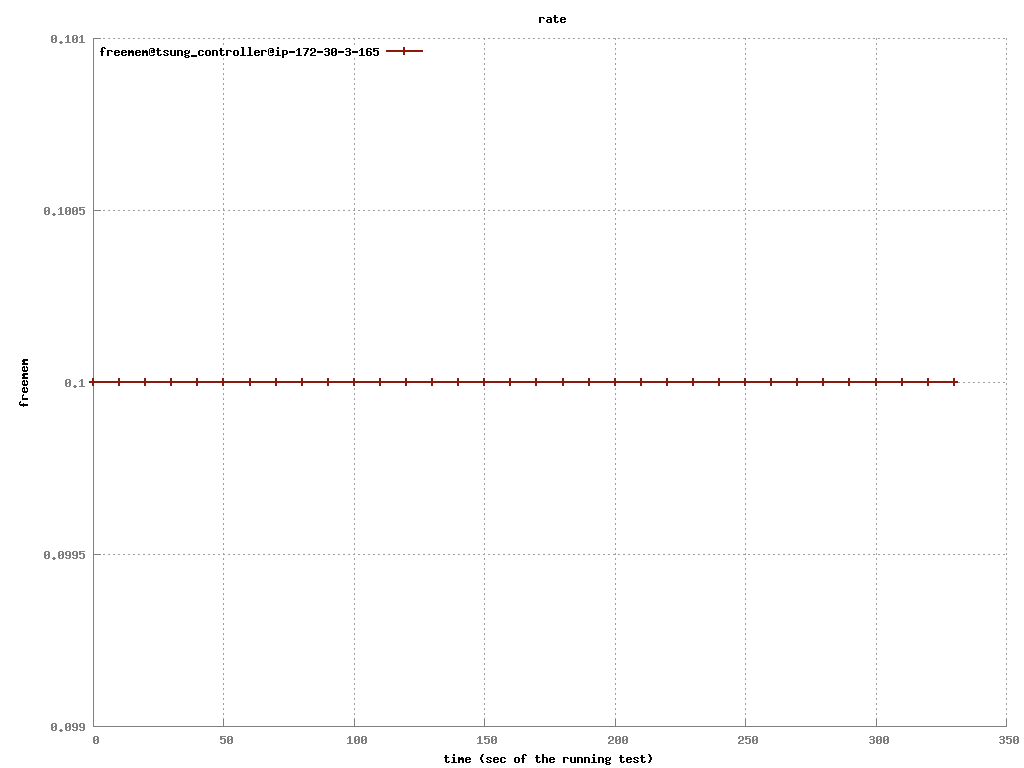 rate
0.101
freemem@tsung_controller@ip-172-30-3-165
0.1005
freemem
0.1
0.0995
0.099
0 50 100 150 200 250 300 350
time (sec of the running test)